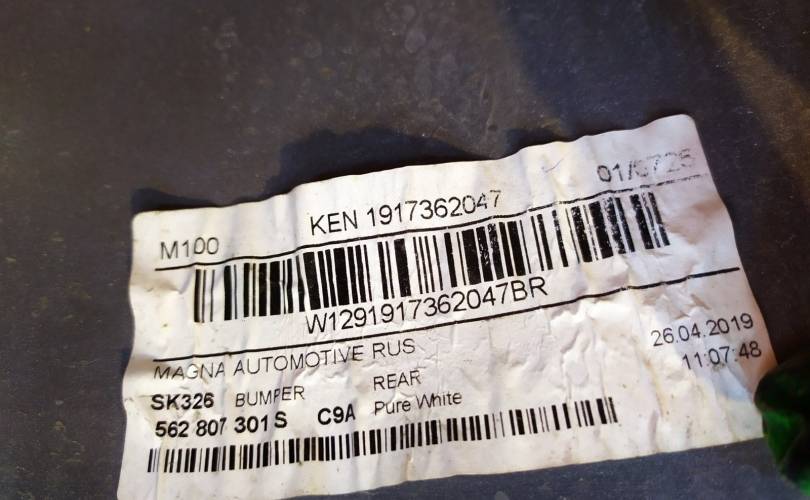 M100 KEN 1917362047
W1291917362047BR
MAGNA AUTOMOTIVE RUS 26.04.2019
SK326 BUMPER REAR 11:07:48
562 807 301 S C9A Pure White